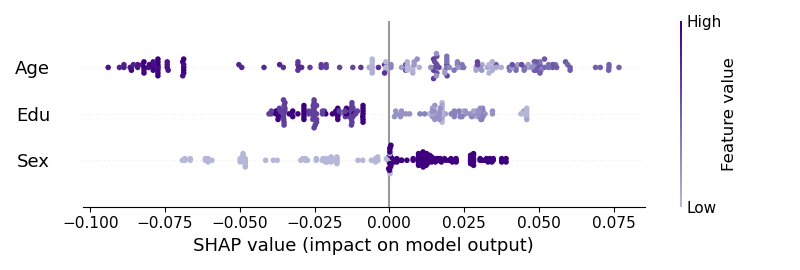 High
Age
Edu
Sex
Feature value
Low
−0.100 −0.075 −0.050 −0.025 0.000 0.025 0.050 0.075
SHAP value (impact on model output)